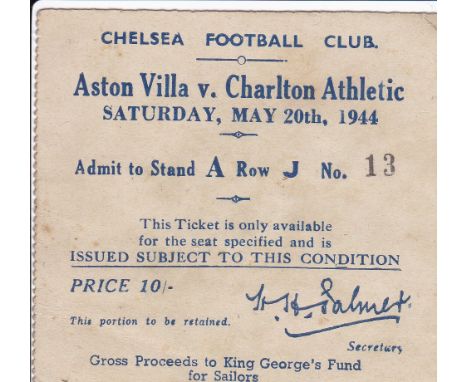 CHELSEA FOOTBALL CLUB.
Aston Villa v. Charlton Athletic
SATURDAY, MAY 20th, 1944
Admit to Stand A Row J No. 13
This Ticket is only available
for the seat specified and is
ISSUED SUBJECT TO THIS CONDITION
PRICE 10/-
This portion to be retained.
W. H. Palmer
Secretary
Gross Proceeds to King George's Fund
for Sailors